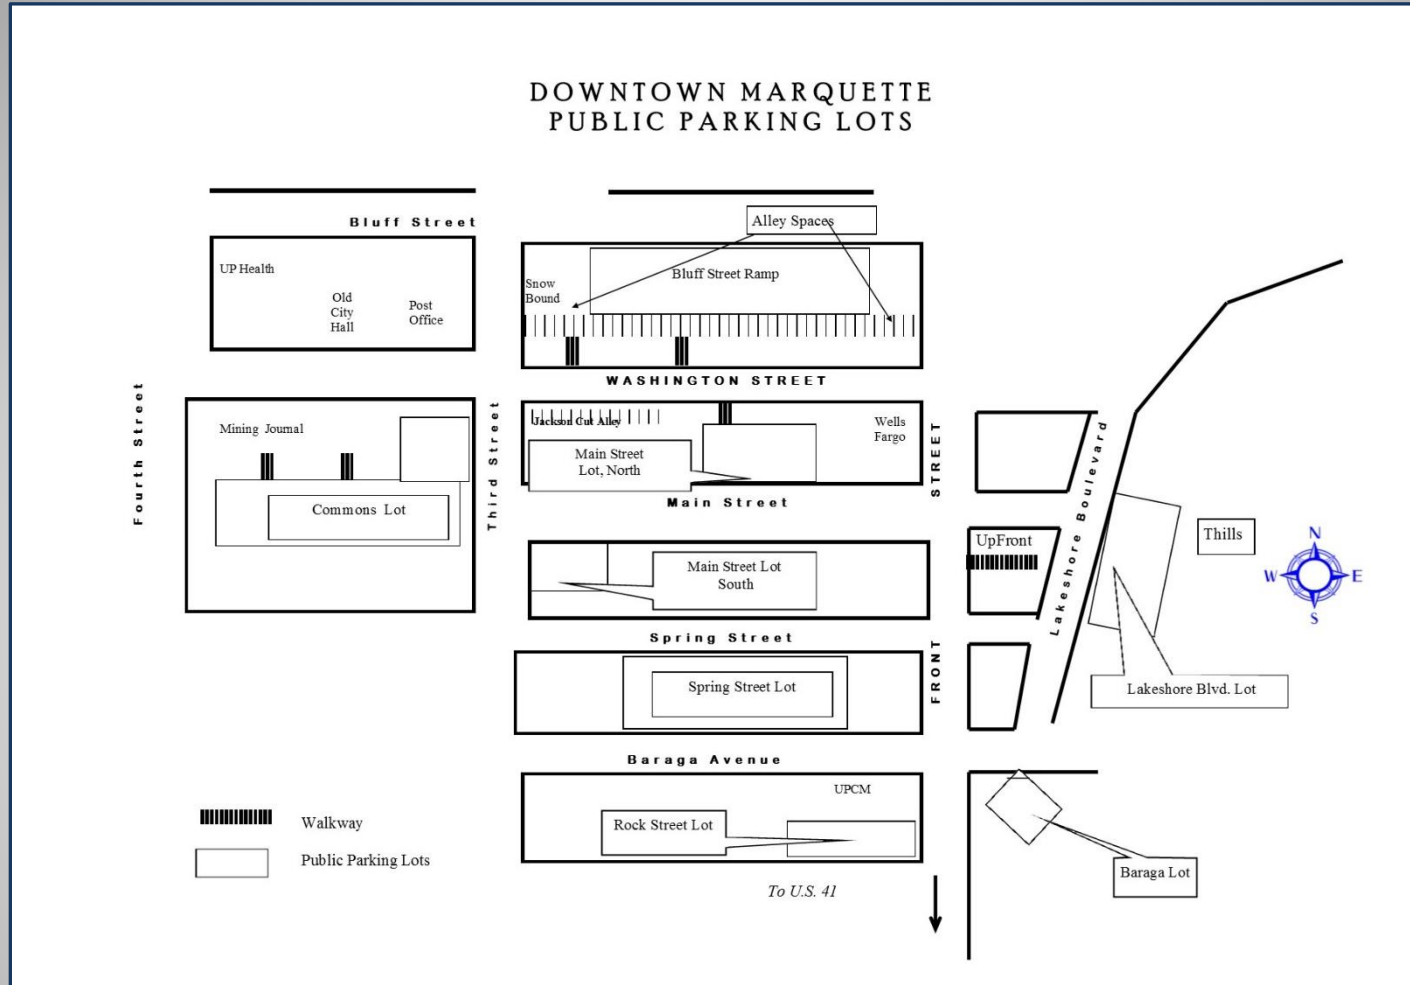 DOWNTOWN MARQUETTE
PUBLIC PARKING LOTS
Bluff Street
Alley Spaces
UP Health
Old
City
Hall
Post
Office
Snow
Bound
Bluff Street Ramp
WASHINGTON STREET
Fourth Street
Mining Journal
Commons Lot
Third Street
Jackson Cut Alley
Main Street
Lot, North
Wells
Fargo
Main Street
FRONT STREET
Lakeshore Boulevard
UpFront
Thills
N
W E
S
Main Street Lot
South
Spring Street
Spring Street Lot
Lakeshore Blvd. Lot
Baraga Avenue
UPCM
Rock Street Lot
Baraga Lot
Walkway
Public Parking Lots
To U.S. 41